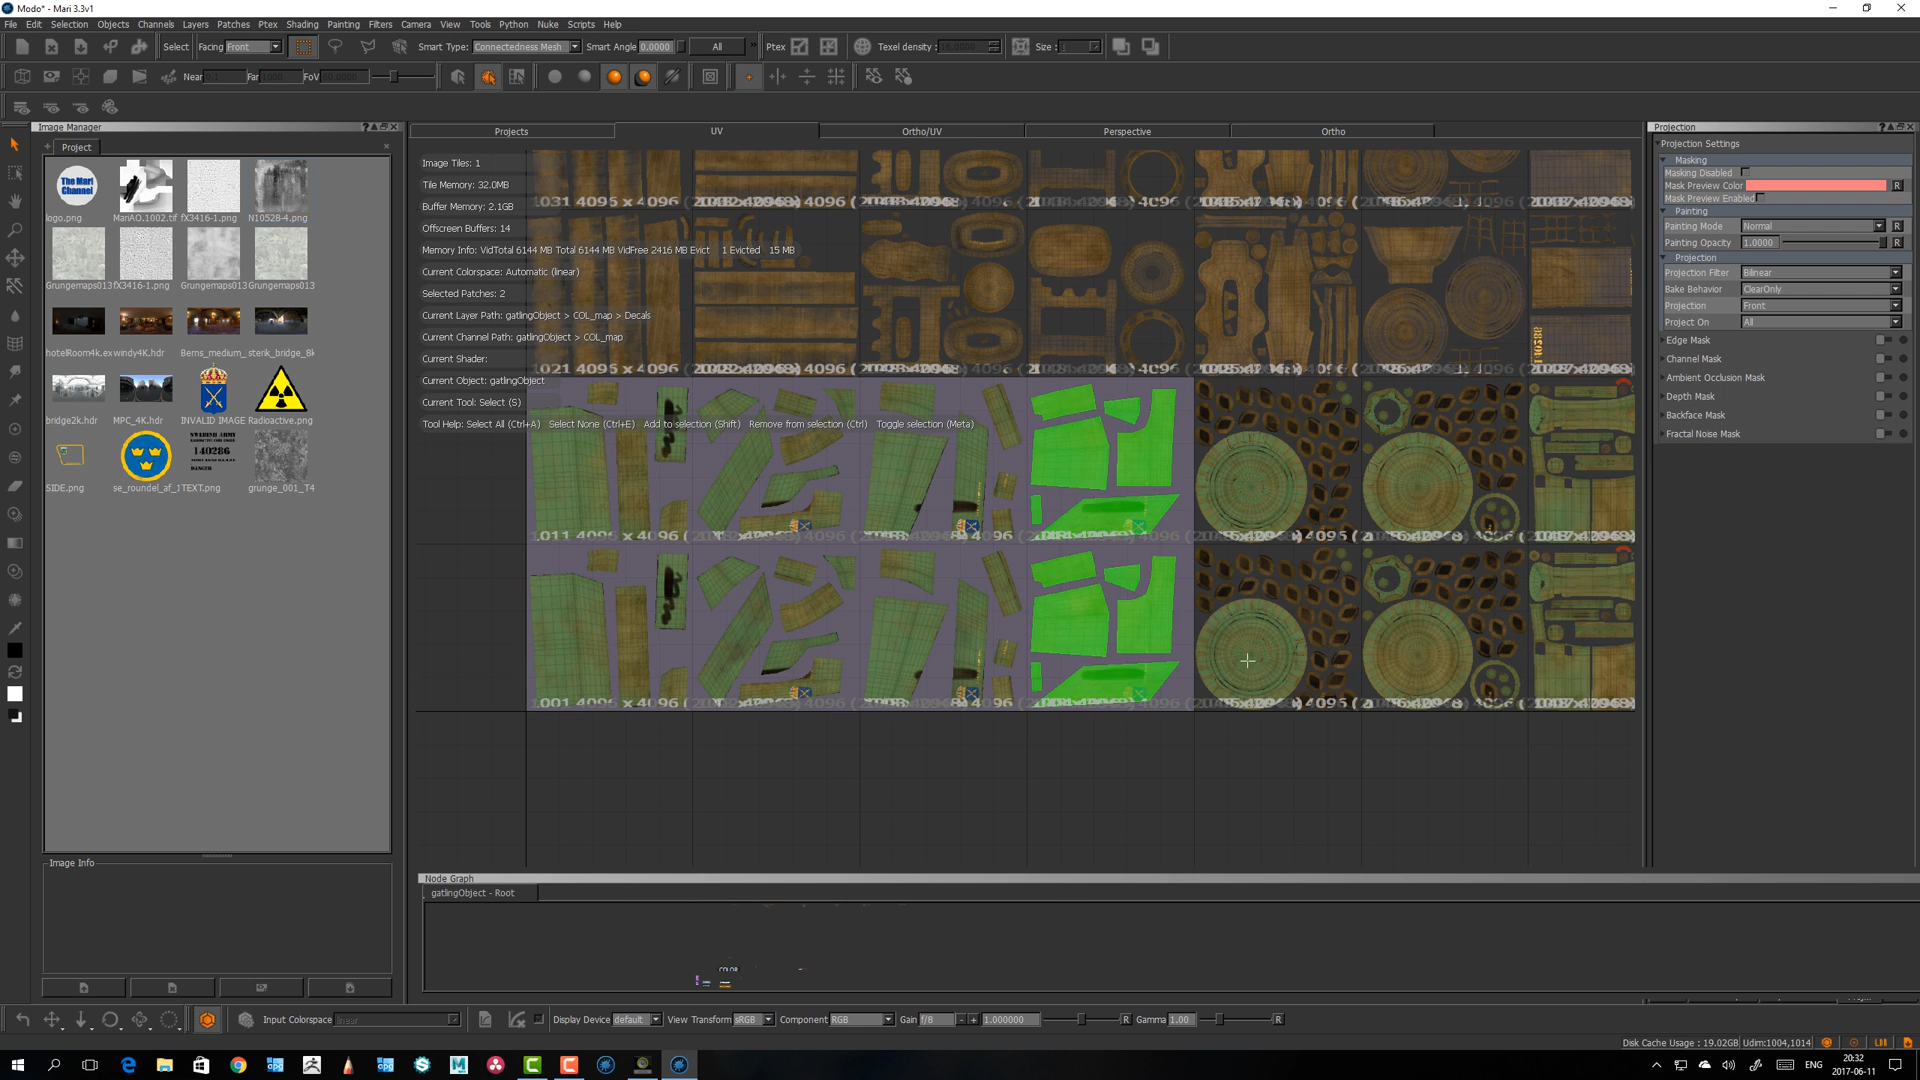 Modo* - Mari 3.3v1
File Edit Selection Objects Channels Layers Patches Ptex Shading Painting Filters Camera View Tools Python Nuke Scripts Help
Select Facing Front Smart Type: Connectedness Mesh Smart Angle 0.0000 All Ptex Texel density: Size :
Near Far FoV
Image Manager
Project
Projects UV Ortho/UV Perspective Ortho
The Mari Channel
logo.png MariAO.1002.tif fX3416-1.png N10528-4.png
Grungemaps013 fX3416-1.png Grungemaps013 Grungemaps013
hotelRoom4k.ex windy4K.hdr Berns_medium_ sterik_bridge_8k
bridge2k.hdr MPC_4K.hdr INVALID IMAGE Radioactive.png
SWEDISH ARMY
140286
DANGER
SIDE.png se_roundel_af_1 TEXT.png grunge_001_T4
Image Info
Image Tiles: 1
Tile Memory: 32.0MB
Buffer Memory: 2.1GB
Offscreen Buffers: 14
Memory Info: VidTotal 6144 MB Total 6144 MB VidFree 2416 MB Evict 1 Evicted 15 MB
Current Colorspace: Automatic (linear)
Selected Patches: 2
Current Layer Path: gatlingObject > COL_map > Decals
Current Channel Path: gatlingObject > COL_map
Current Shader:
Current Object: gatlingObject
Current Tool: Select (S)
Tool Help: Select All (Ctrl+A) Select None (Ctrl+E) Add to selection (Shift) Remove from selection (Ctrl) Toggle selection (Meta)
Projection
Projection Settings
Masking
Masking Disabled
Mask Preview Color R
Mask Preview Enabled
Painting
Painting Mode Normal R
Painting Opacity 1.0000 R
Projection
Projection Filter Bilinear
Bake Behavior ClearOnly
Projection Front
Project On All
Edge Mask
Channel Mask
Ambient Occlusion Mask
Depth Mask
Backface Mask
Fractal Noise Mask
Node Graph
gatlingObject - Root
COLOR
Input Colorspace linear Display Device default View Transform sRGB Component RGB Gain f/8 - + 1.000000 R Gamma 1.00 R
Disk Cache Usage : 19.02GB Udim:1004,1014
ENG
20:32
2017-06-11